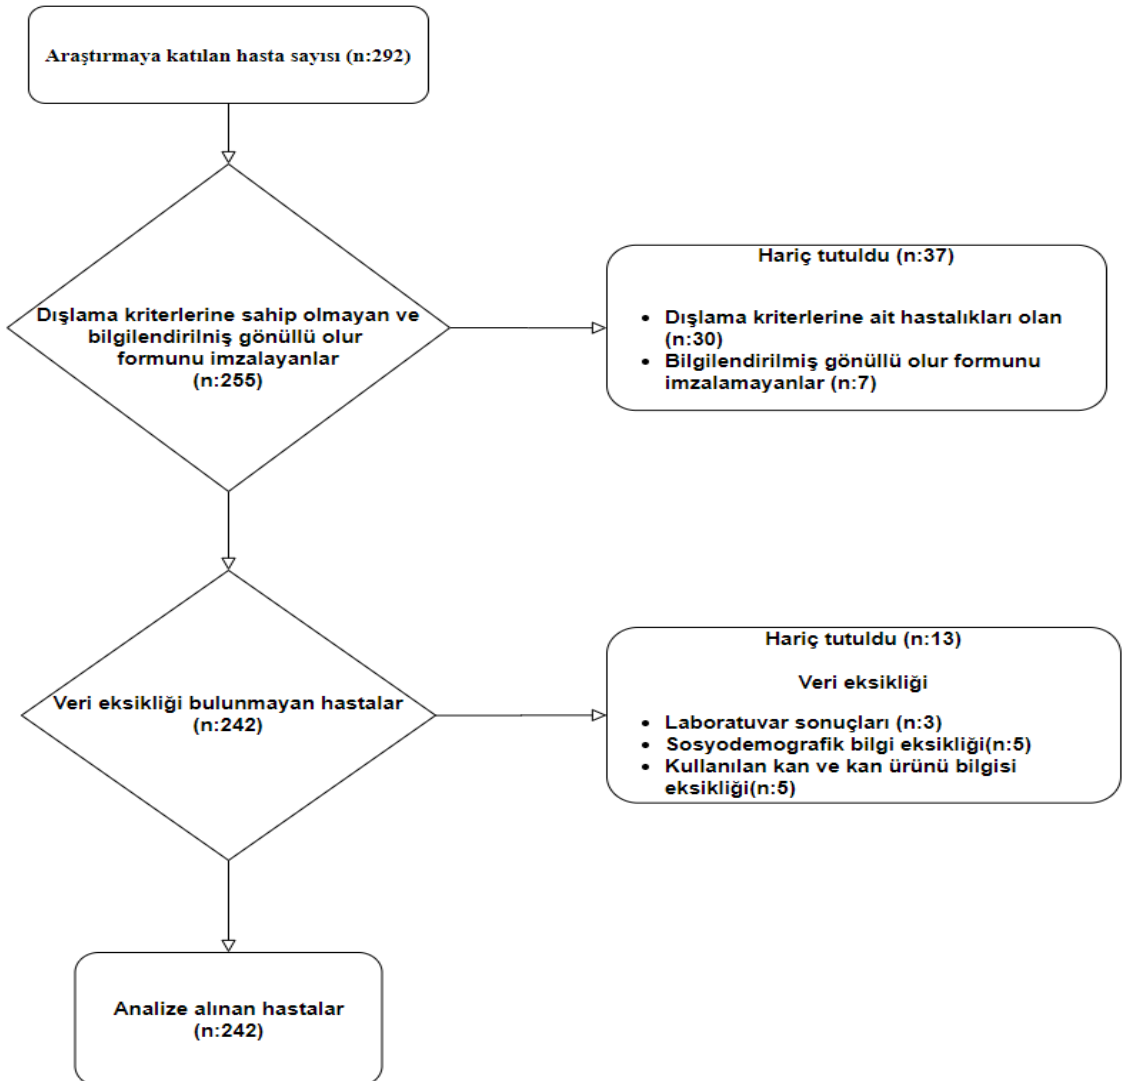 Araştırmaya katılan hasta sayısı (n:292)
Dışlama kriterlerine sahip olmayan ve
bilgilendirilniş gönüllü olur
formunu imzalayanlar
(n:255)
Hariç tutuldu (n:37)
• Dışlama kriterlerine ait hastalıkları olan
(n:30)
• Bilgilendirilmiş gönüllü olur formunu
imzalamayanlar (n:7)
Veri eksikliği bulunmayan hastalar
(n:242)
Hariç tutuldu (n:13)
Veri eksikliği
• Laboratuvar sonuçları (n:3)
• Sosyodemografik bilgi eksikliği(n:5)
• Kullanılan kan ve kan ürünü bilgisi
eksikliği(n:5)
Analize alınan hastalar
(n:242)